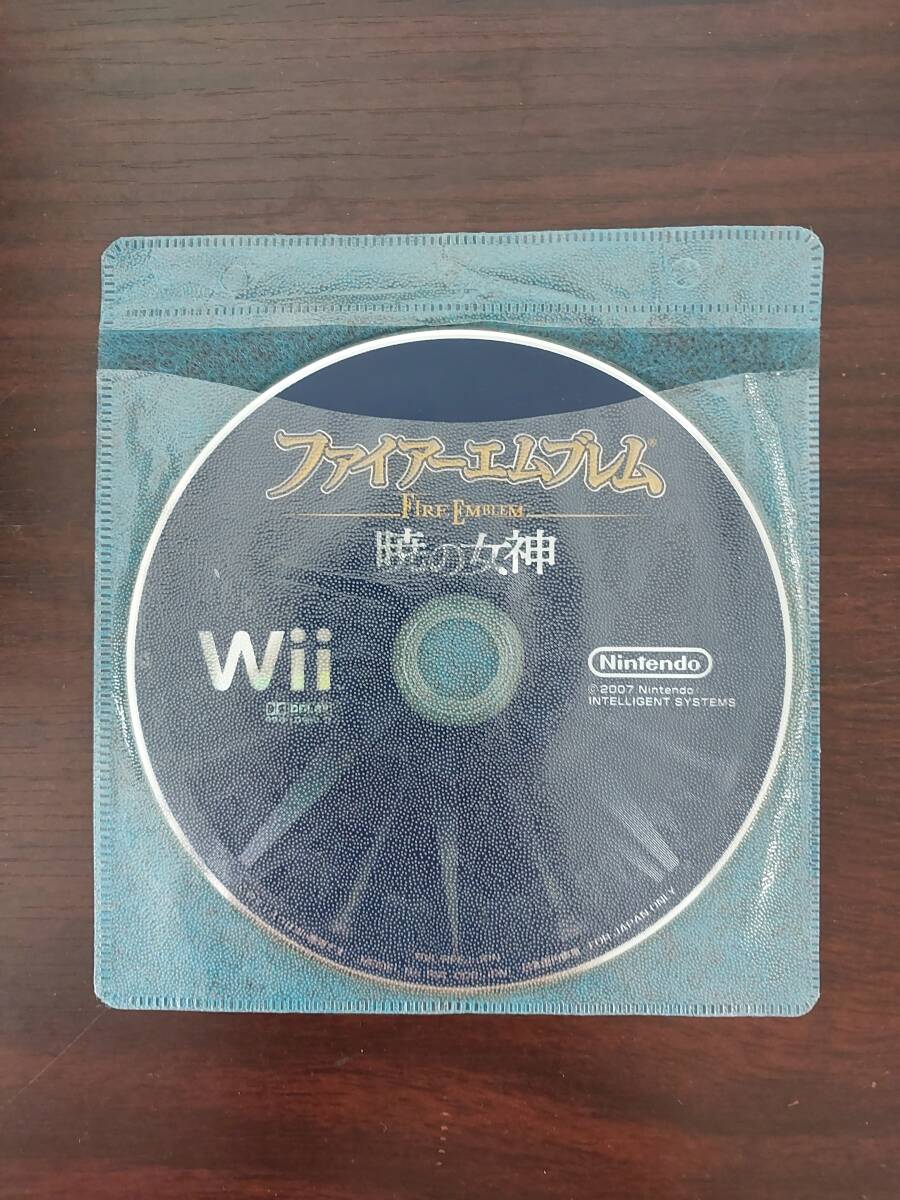 ファイアーエムブレム®
FIRE EMBLEM
暁の女神
Wii
Nintendo
© 2007 Nintendo
INTELLIGENT SYSTEMS
FOR JAPAN ONLY